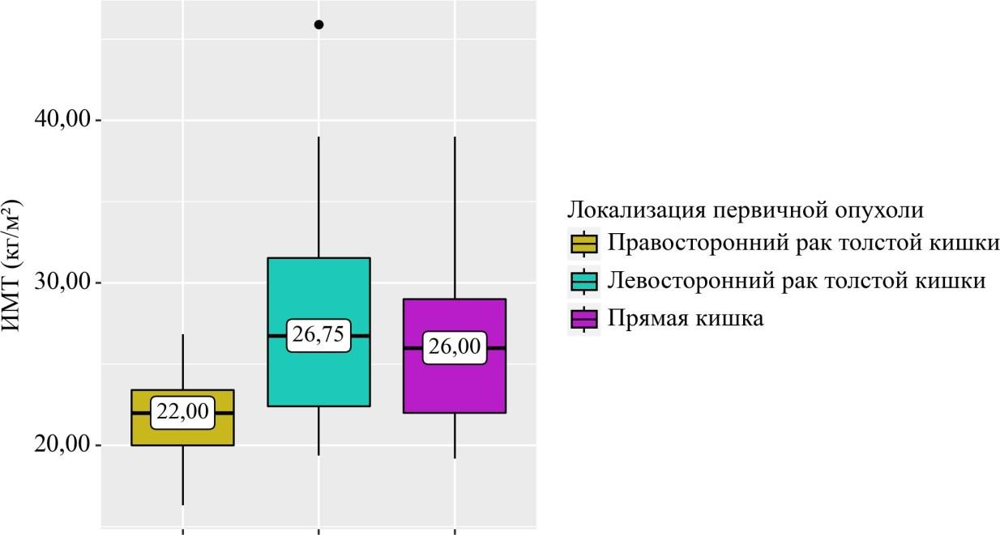 ИМТ (кг/м²)
40,00
30,00
20,00
22,00
26,75
26,00
Локализация первичной опухоли
Правосторонний рак толстой кишки
Левосторонний рак толстой кишки
Прямая кишка